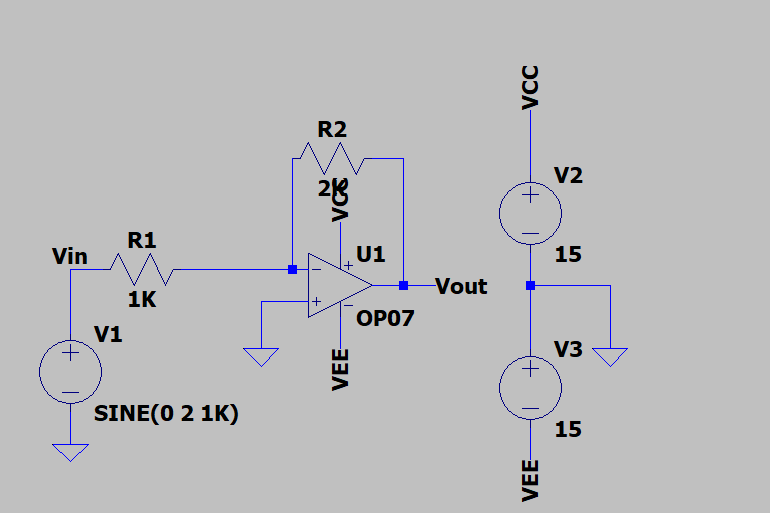 VCC
R2
2K
VCC
V2
R1
Vin
U1
15
1K
Vout
V1
OP07
VEE
V3
SINE(0 2 1K)
15
VEE